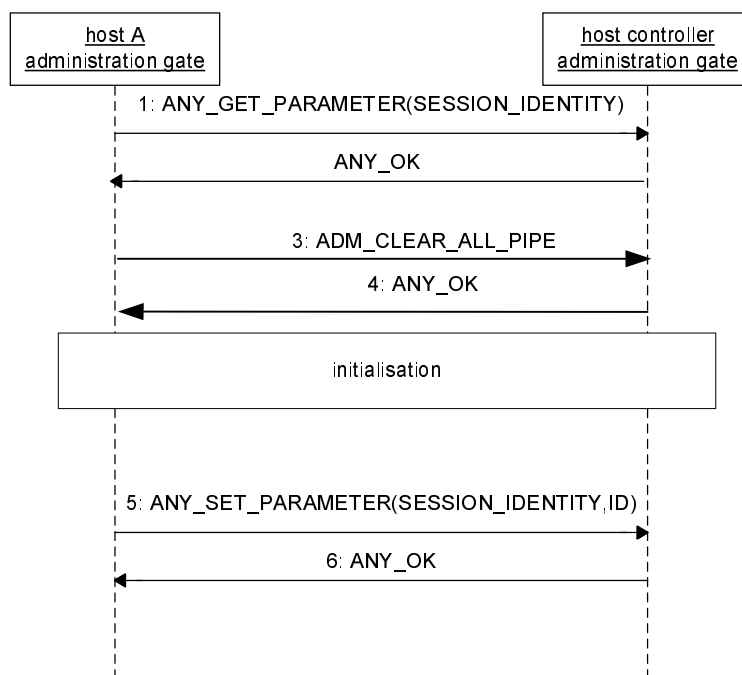 host A
administration gate
host controller
administration gate
1: ANY_GET_PARAMETER(SESSION_IDENTITY)
ANY_OK
3: ADM_CLEAR_ALL_PIPE
4: ANY_OK
initialisation
5: ANY_SET_PARAMETER(SESSION_IDENTITY,ID)
6: ANY_OK